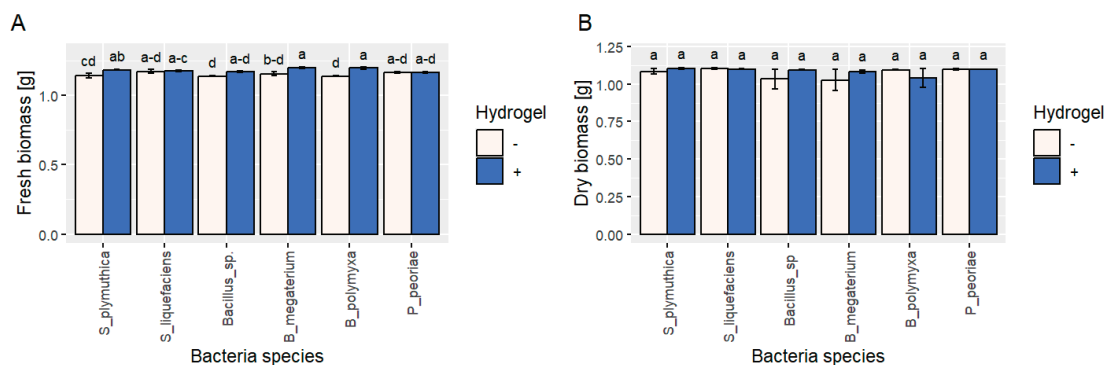 A
Fresh biomass [g]
1.0
0.5
0.0
cd ab a-d a-c d a-d b-d a d a a-d a-d
S_plymuthica
S_liquefaciens
Bacillus_sp.
B_megaterium
B_polymyxa
P_peoriae
Bacteria species
Hydrogel
-
+
B
Dry biomass [g]
1.25
1.00
0.75
0.50
0.25
0.00
a a a a a a a a a a a a
S_plymuthica
S_liquefaciens
Bacillus_sp
B_megaterium
B_polymyxa
P_peoriae
Bacteria species
Hydrogel
-
+